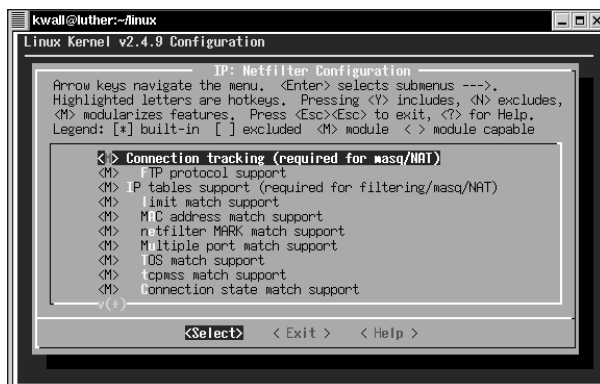 kwall@luther:~/linux
Linux Kernel v2.4.9 Configuration
IP: Netfilter Configuration
Arrow keys navigate the menu. <Enter> selects submenus --->.
Highlighted letters are hotkeys. Pressing <Y> includes, <N> excludes,
<M> modularizes features. Press <Esc><Esc> to exit, <?> for Help.
Legend: [*] built-in [ ] excluded <M> module < > module capable
<M> Connection tracking (required for masq/NAT)
<M> FTP protocol support
<M> IP tables support (required for filtering/masq/NAT)
<M> limit match support
<M> MAC address match support
<M> netfilter MARK match support
<M> Multiple port match support
<M> TOS match support
<M> tcpmss match support
<M> Connection state match support
v(+)
<Select> < Exit > < Help >